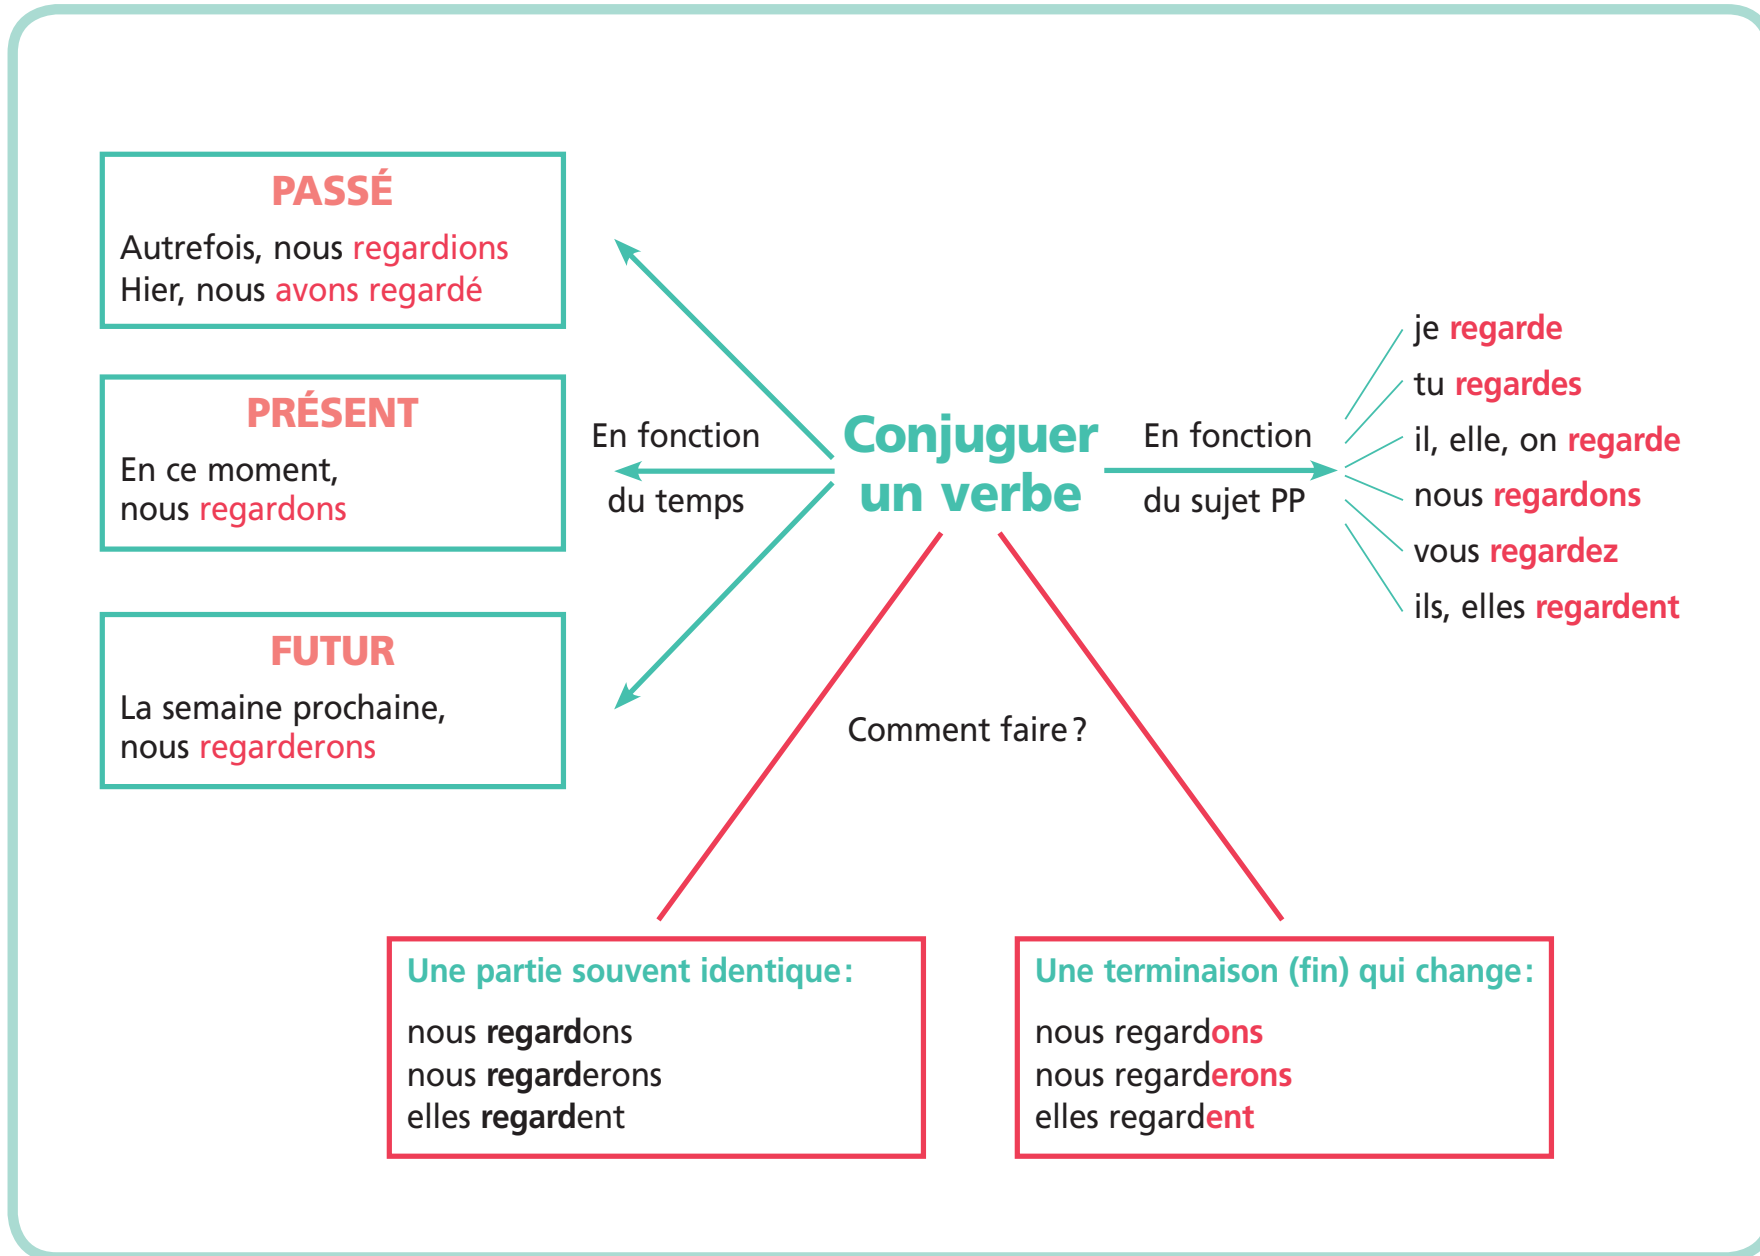 PASSÉ
Autrefois, nous regardions
Hier, nous avons regardé
PRÉSENT
En ce moment,
nous regardons
FUTUR
La semaine prochaine,
nous regarderons
En fonction
du temps
Conjuguer
un verbe
En fonction
du sujet PP
je regarde
tu regardes
il, elle, on regarde
nous regardons
vous regardez
ils, elles regardent
Comment faire ?
Une partie souvent identique :
nous regardons
nous regarderons
elles regardent
Une terminaison (fin) qui change :
nous regardons
nous regarderons
elles regardent